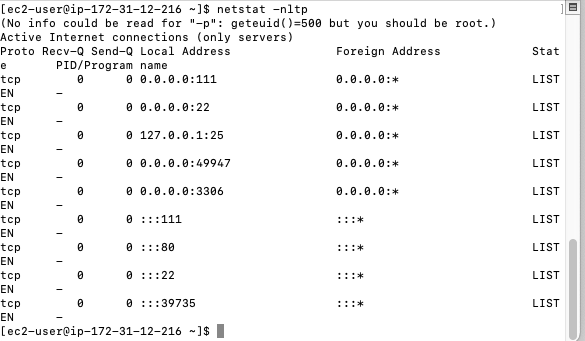 [ec2-user@ip-172-31-12-216 ~]$ netstat -nltp
(No info could be read for "-p": geteuid()=500 but you should be root.)
Active Internet connections (only servers)
Proto Recv-Q Send-Q Local Address               Foreign Address             Stat
e       PID/Program name
tcp        0      0 0.0.0.0:111                 0.0.0.0:*                   LIST
EN      -
tcp        0      0 0.0.0.0:22                  0.0.0.0:*                   LIST
EN      -
tcp        0      0 127.0.0.1:25                0.0.0.0:*                   LIST
EN      -
tcp        0      0 0.0.0.0:49947               0.0.0.0:*                   LIST
EN      -
tcp        0      0 0.0.0.0:3306                0.0.0.0:*                   LIST
EN      -
tcp        0      0 :::111                      :::*                        LIST
EN      -
tcp        0      0 :::80                       :::*                        LIST
EN      -
tcp        0      0 :::22                       :::*                        LIST
EN      -
tcp        0      0 :::39735                    :::*                        LIST
EN      -
[ec2-user@ip-172-31-12-216 ~]$